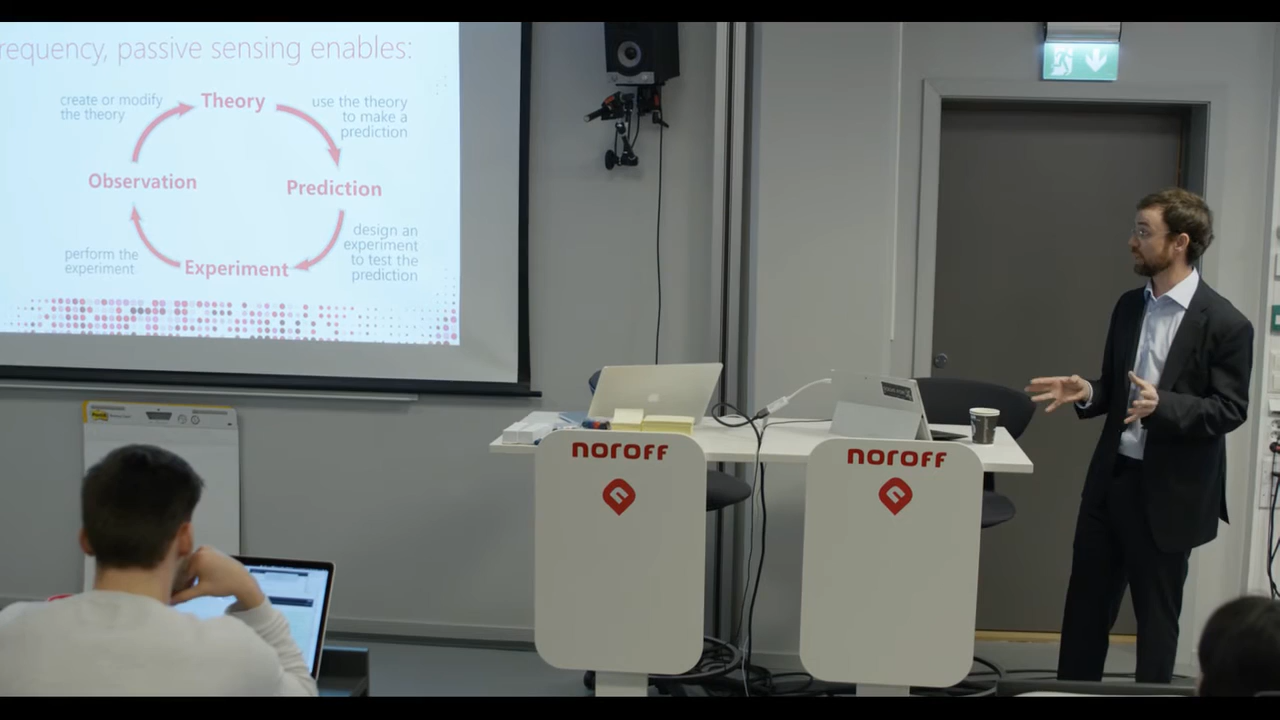 requency, passive sensing enables:
create or modify
the theory
Theory
use the theory
to make a
prediction
Observation
Prediction
perform the
experiment
Experiment
design an
experiment
to test the
prediction
noroff
noroff